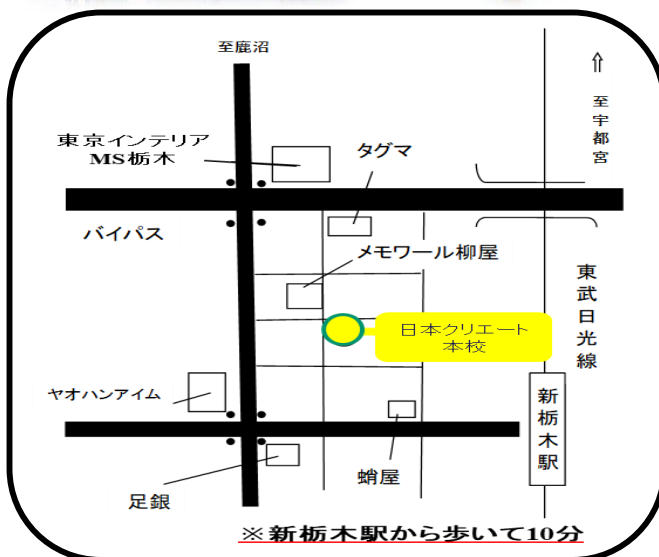 至鹿沼
至宇都宮
東京インテリア
MS栃木
タグマ
バイパス
メモワール柳屋
東武日光線
日本クリエート
本校
ヤオハンアイム
新栃木駅
足銀
蛸屋
※新栃木駅から歩いて10分